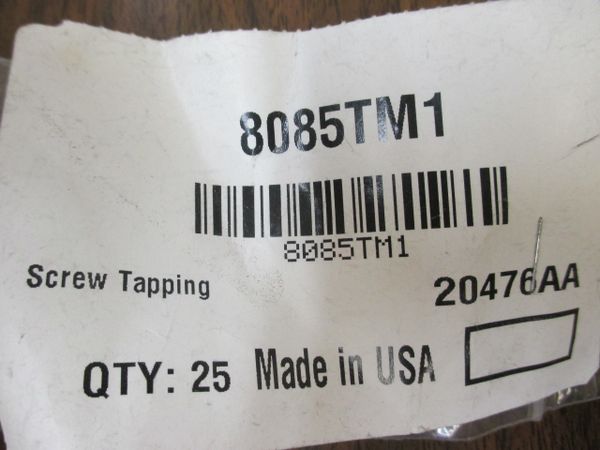 8085TM1
8085TM1
Screw Tapping 20476AA
QTY: 25 Made in USA